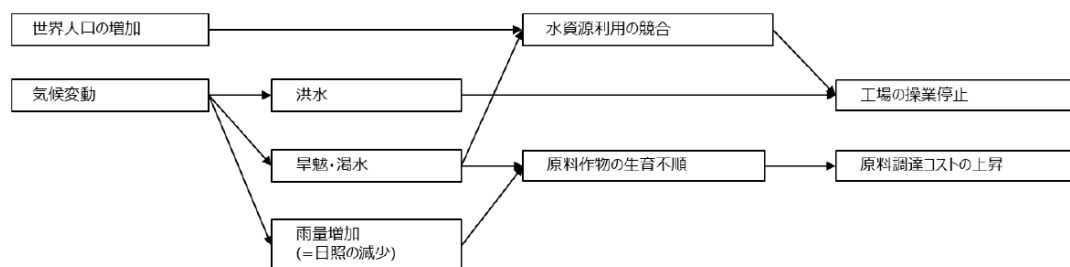 世界人口の増加
水資源利用の競合
気候変動
洪水
工場の操業停止
旱魃・渇水
原料作物の生育不順
原料調達コストの上昇
雨量増加
(=日照の減少)